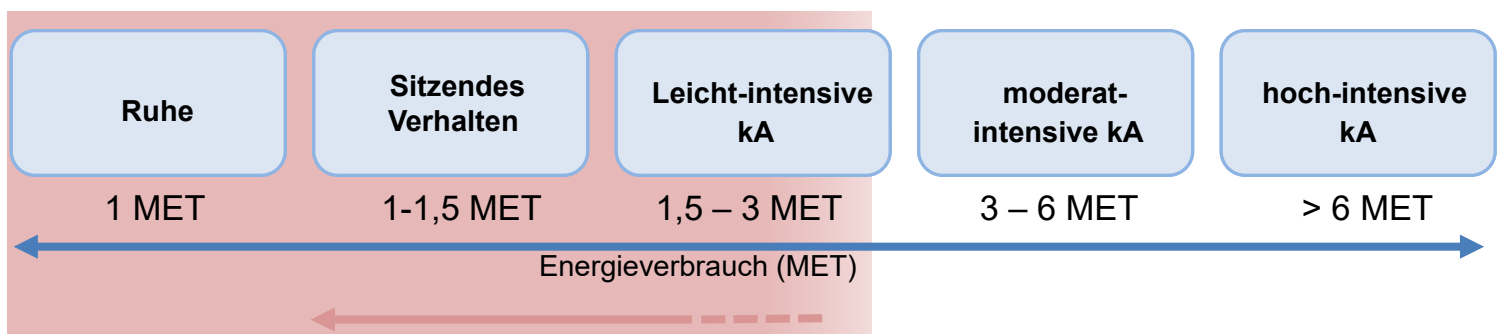 Ruhe
Sitzendes
Verhalten
Leicht-intensive
kA
moderat-
intensive kA
hoch-intensive
kA
1 MET
1-1,5 MET
1,5 – 3 MET
3 – 6 MET
> 6 MET
Energieverbrauch (MET)